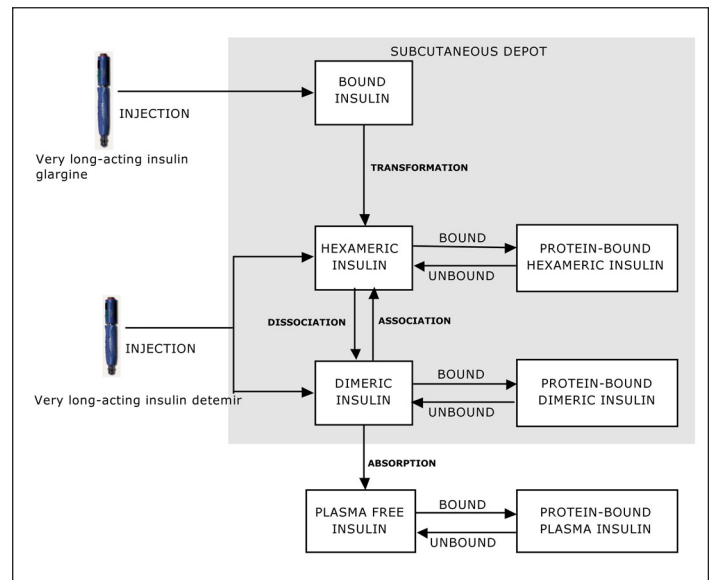 SUBCUTANEOUS DEPOT
BOUND
INSULIN
INJECTION
Very long-acting insulin
glargine
TRANSFORMATION
HEXAMERIC
INSULIN
BOUND
UNBOUND
PROTEIN-BOUND
HEXAMERIC INSULIN
DISSOCIATION
ASSOCIATION
INJECTION
Very long-acting insulin detemir
DIMERIC
INSULIN
BOUND
UNBOUND
PROTEIN-BOUND
DIMERIC INSULIN
ABSORPTION
PLASMA FREE
INSULIN
BOUND
UNBOUND
PROTEIN-BOUND
PLASMA INSULIN